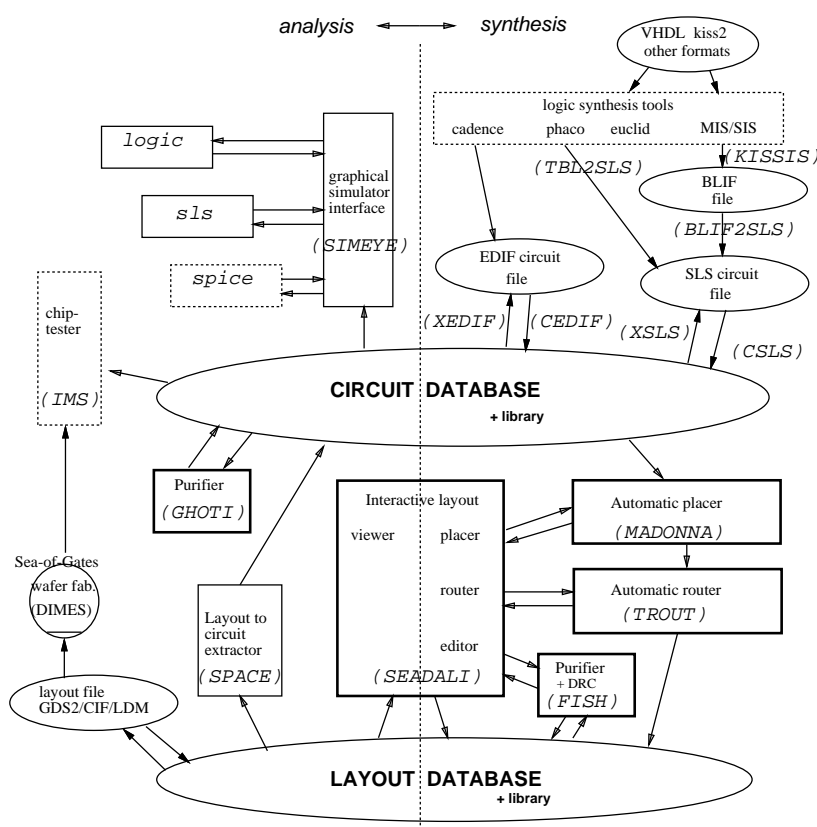 analysis
synthesis
VHDL kiss2
other formats
logic synthesis tools
cadence
phaco
euclid
MIS/SIS
(TBL2SLS)
(KISSIS)
BLIF
file
(BLIF2SLS)
logic
sls
spice
graphical
simulator
interface
(SIMEYE)
EDIF circuit
file
SLS circuit
file
(XEDIF)
(CEDIF)
(XSLS)
(CSLS)
chip-
tester
(IMS)
CIRCUIT DATABASE
+ library
Purifier
(GHOTI)
Interactive layout
viewer
placer
router
editor
(SEADALI)
Automatic placer
(MADONNA)
Automatic router
(TROUT)
Purifier
+ DRC
(FISH)
Sea-of-Gates
wafer fab.
(DIMES)
Layout to
circuit
extractor
(SPACE)
layout file
GDS2/CIF/LDM
LAYOUT DATABASE
+ library